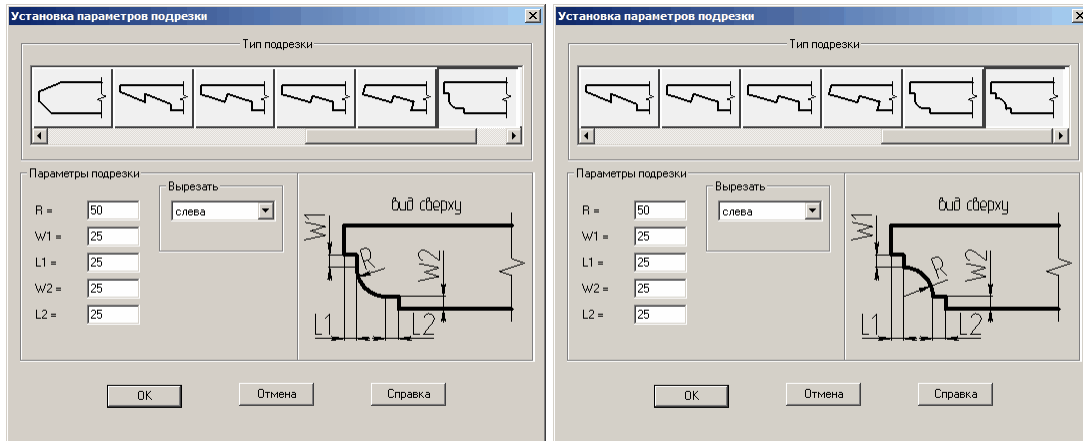 Установка параметров подрезки
Тип подрезки
Параметры подрезки
R = 50
W1 = 25
L1 = 25
W2 = 25
L2 = 25
Вырезать
слева
вид сверху
W1
R
W2
L1
L2
OK
Отмена
Справка
Установка параметров подрезки
Тип подрезки
Параметры подрезки
R = 50
W1 = 25
L1 = 25
W2 = 25
L2 = 25
Вырезать
слева
вид сверху
W1
R
W2
L1
L2
OK
Отмена
Справка